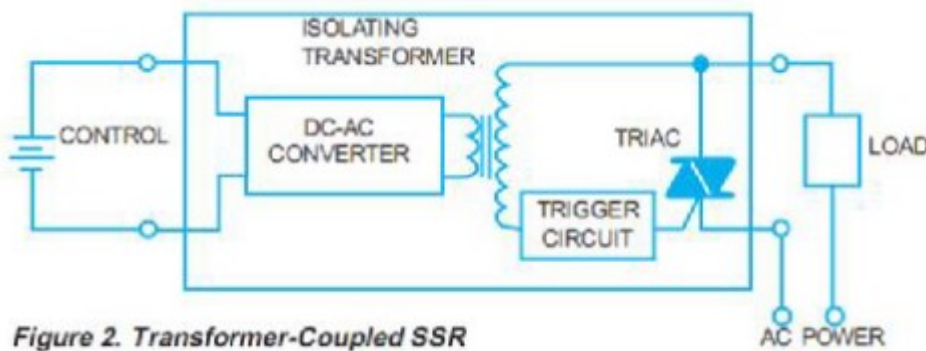 ISOLATING
TRANSFORMER
CONTROL
DC-AC
CONVERTER
TRIAC
LOAD
TRIGGER
CIRCUIT
Figure 2. Transformer-Coupled SSR
AC POWER